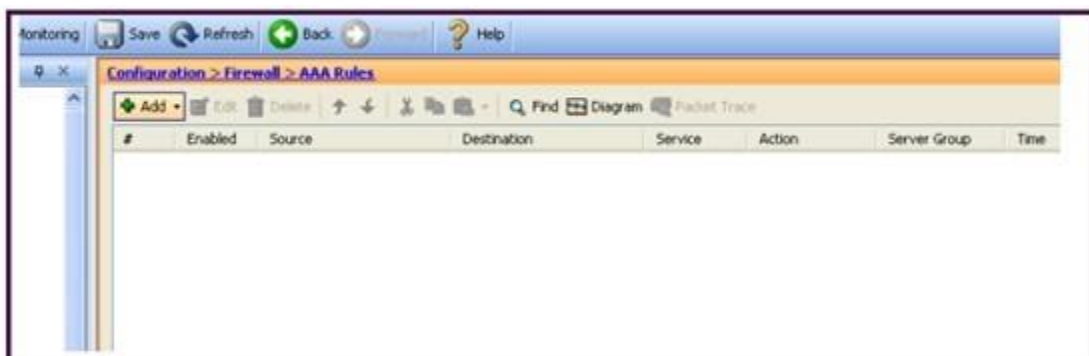 Monitoring Save Refresh Back Forward Help
Configuration > Firewall > AAA Rules
Add Edit Delete Find Diagram Packet Trace
# Enabled Source Destination Service Action Server Group Time